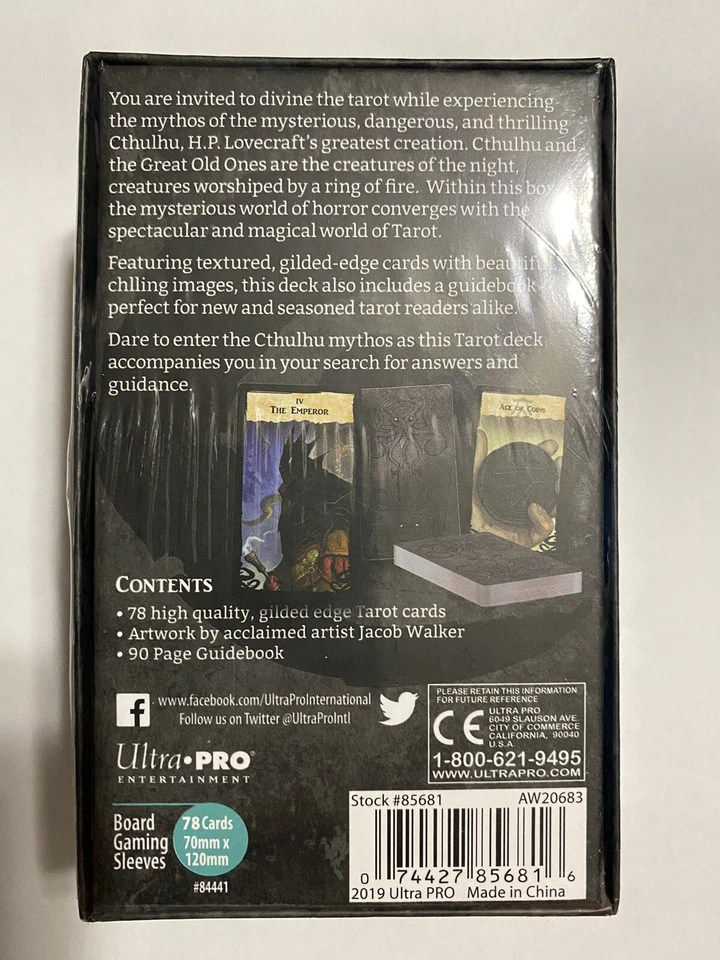 You are invited to divine the tarot while experiencing
the mythos of the mysterious, dangerous, and thrilling
Cthulhu, H.P. Lovecraft's greatest creation. Cthulhu and
the Great Old Ones are the creatures of the night,
creatures worshiped by a ring of fire. Within this box
the mysterious world of horror converges with the
spectacular and magical world of Tarot.
Featuring textured, gilded-edge cards with beautiful
chlling images, this deck also includes a guidebook
perfect for new and seasoned tarot readers alike.
Dare to enter the Cthulhu mythos as this Tarot deck
accompanies you in your search for answers and
guidance.
IV
THE EMPEROR
ACE OF COINS
CONTENTS
• 78 high quality, gilded edge Tarot cards
• Artwork by acclaimed artist Jacob Walker
• 90 Page Guidebook
f www.facebook.com/UltraProInternational
Follow us on Twitter @UltraProIntl
PLEASE RETAIN THIS INFORMATION
FOR FUTURE REFERENCE
CE
ULTRA PRO
6049 SLAUSON AVE.
CITY OF COMMERCE
CALIFORNIA, 90040
U.S.A.
1-800-621-9495
WWW.ULTRAPRO.COM
Ultra•PRO®
ENTERTAINMENT
Board
Gaming
Sleeves
78 Cards
70mm x
120mm
#84441
Stock #85681 AW20683
0 74427 85681 6
2019 Ultra PRO Made in China